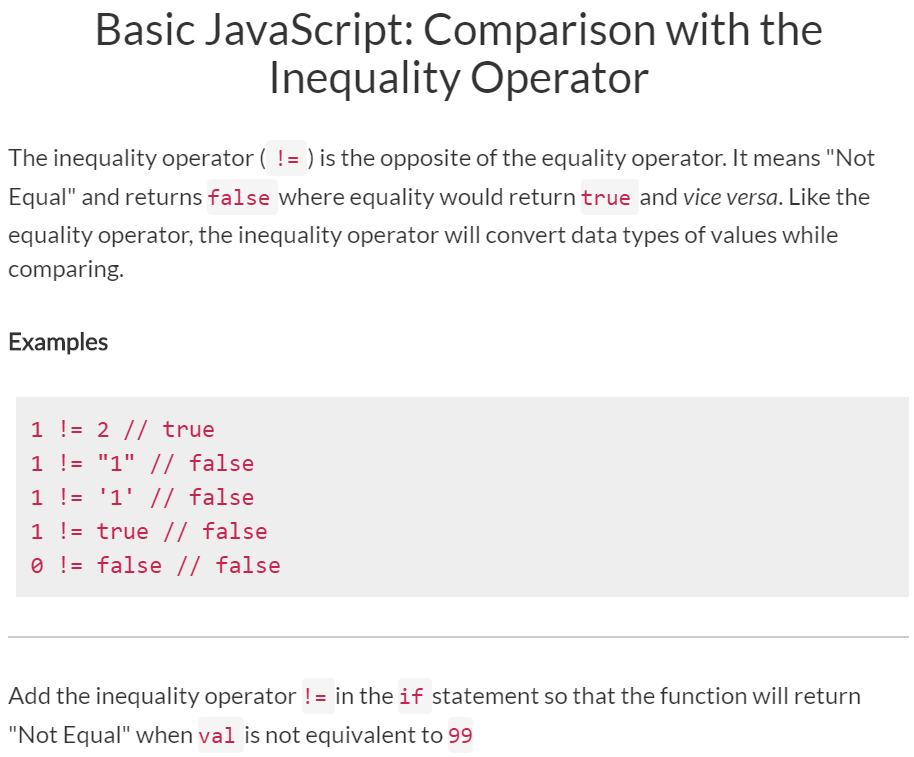 Basic JavaScript: Comparison with the
Inequality Operator
The inequality operator ( != ) is the opposite of the equality operator. It means "Not
Equal" and returns false where equality would return true and vice versa. Like the
equality operator, the inequality operator will convert data types of values while
comparing.
Examples
1 != 2 // true
1 != "1" // false
1 != '1' // false
1 != true // false
0 != false // false
Add the inequality operator != in the if statement so that the function will return
"Not Equal" when val is not equivalent to 99